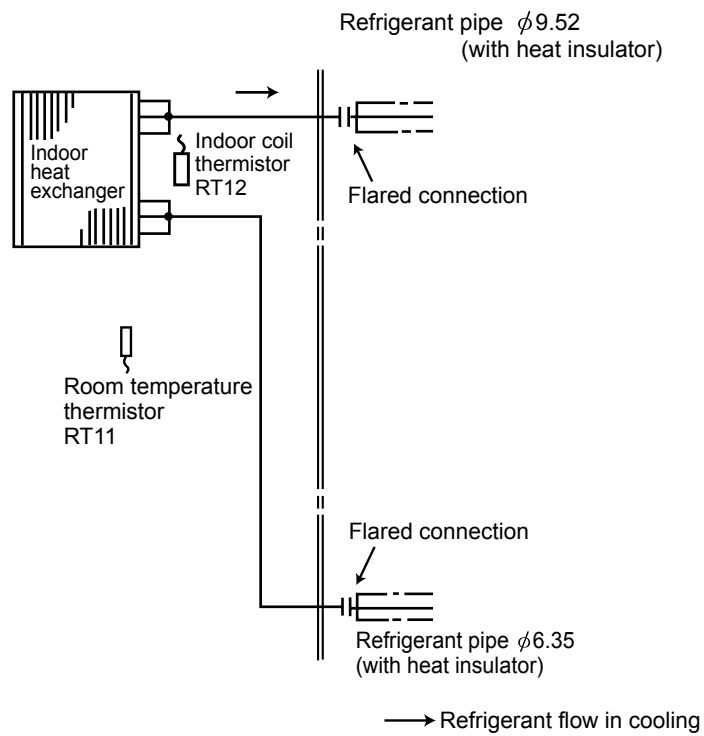 Refrigerant pipe ϕ9.52
(with heat insulator)
Indoor
heat
exchanger
Indoor coil
thermistor
RT12
Flared connection
Room temperature
thermistor
RT11
Flared connection
Refrigerant pipe ϕ6.35
(with heat insulator)
Refrigerant flow in cooling